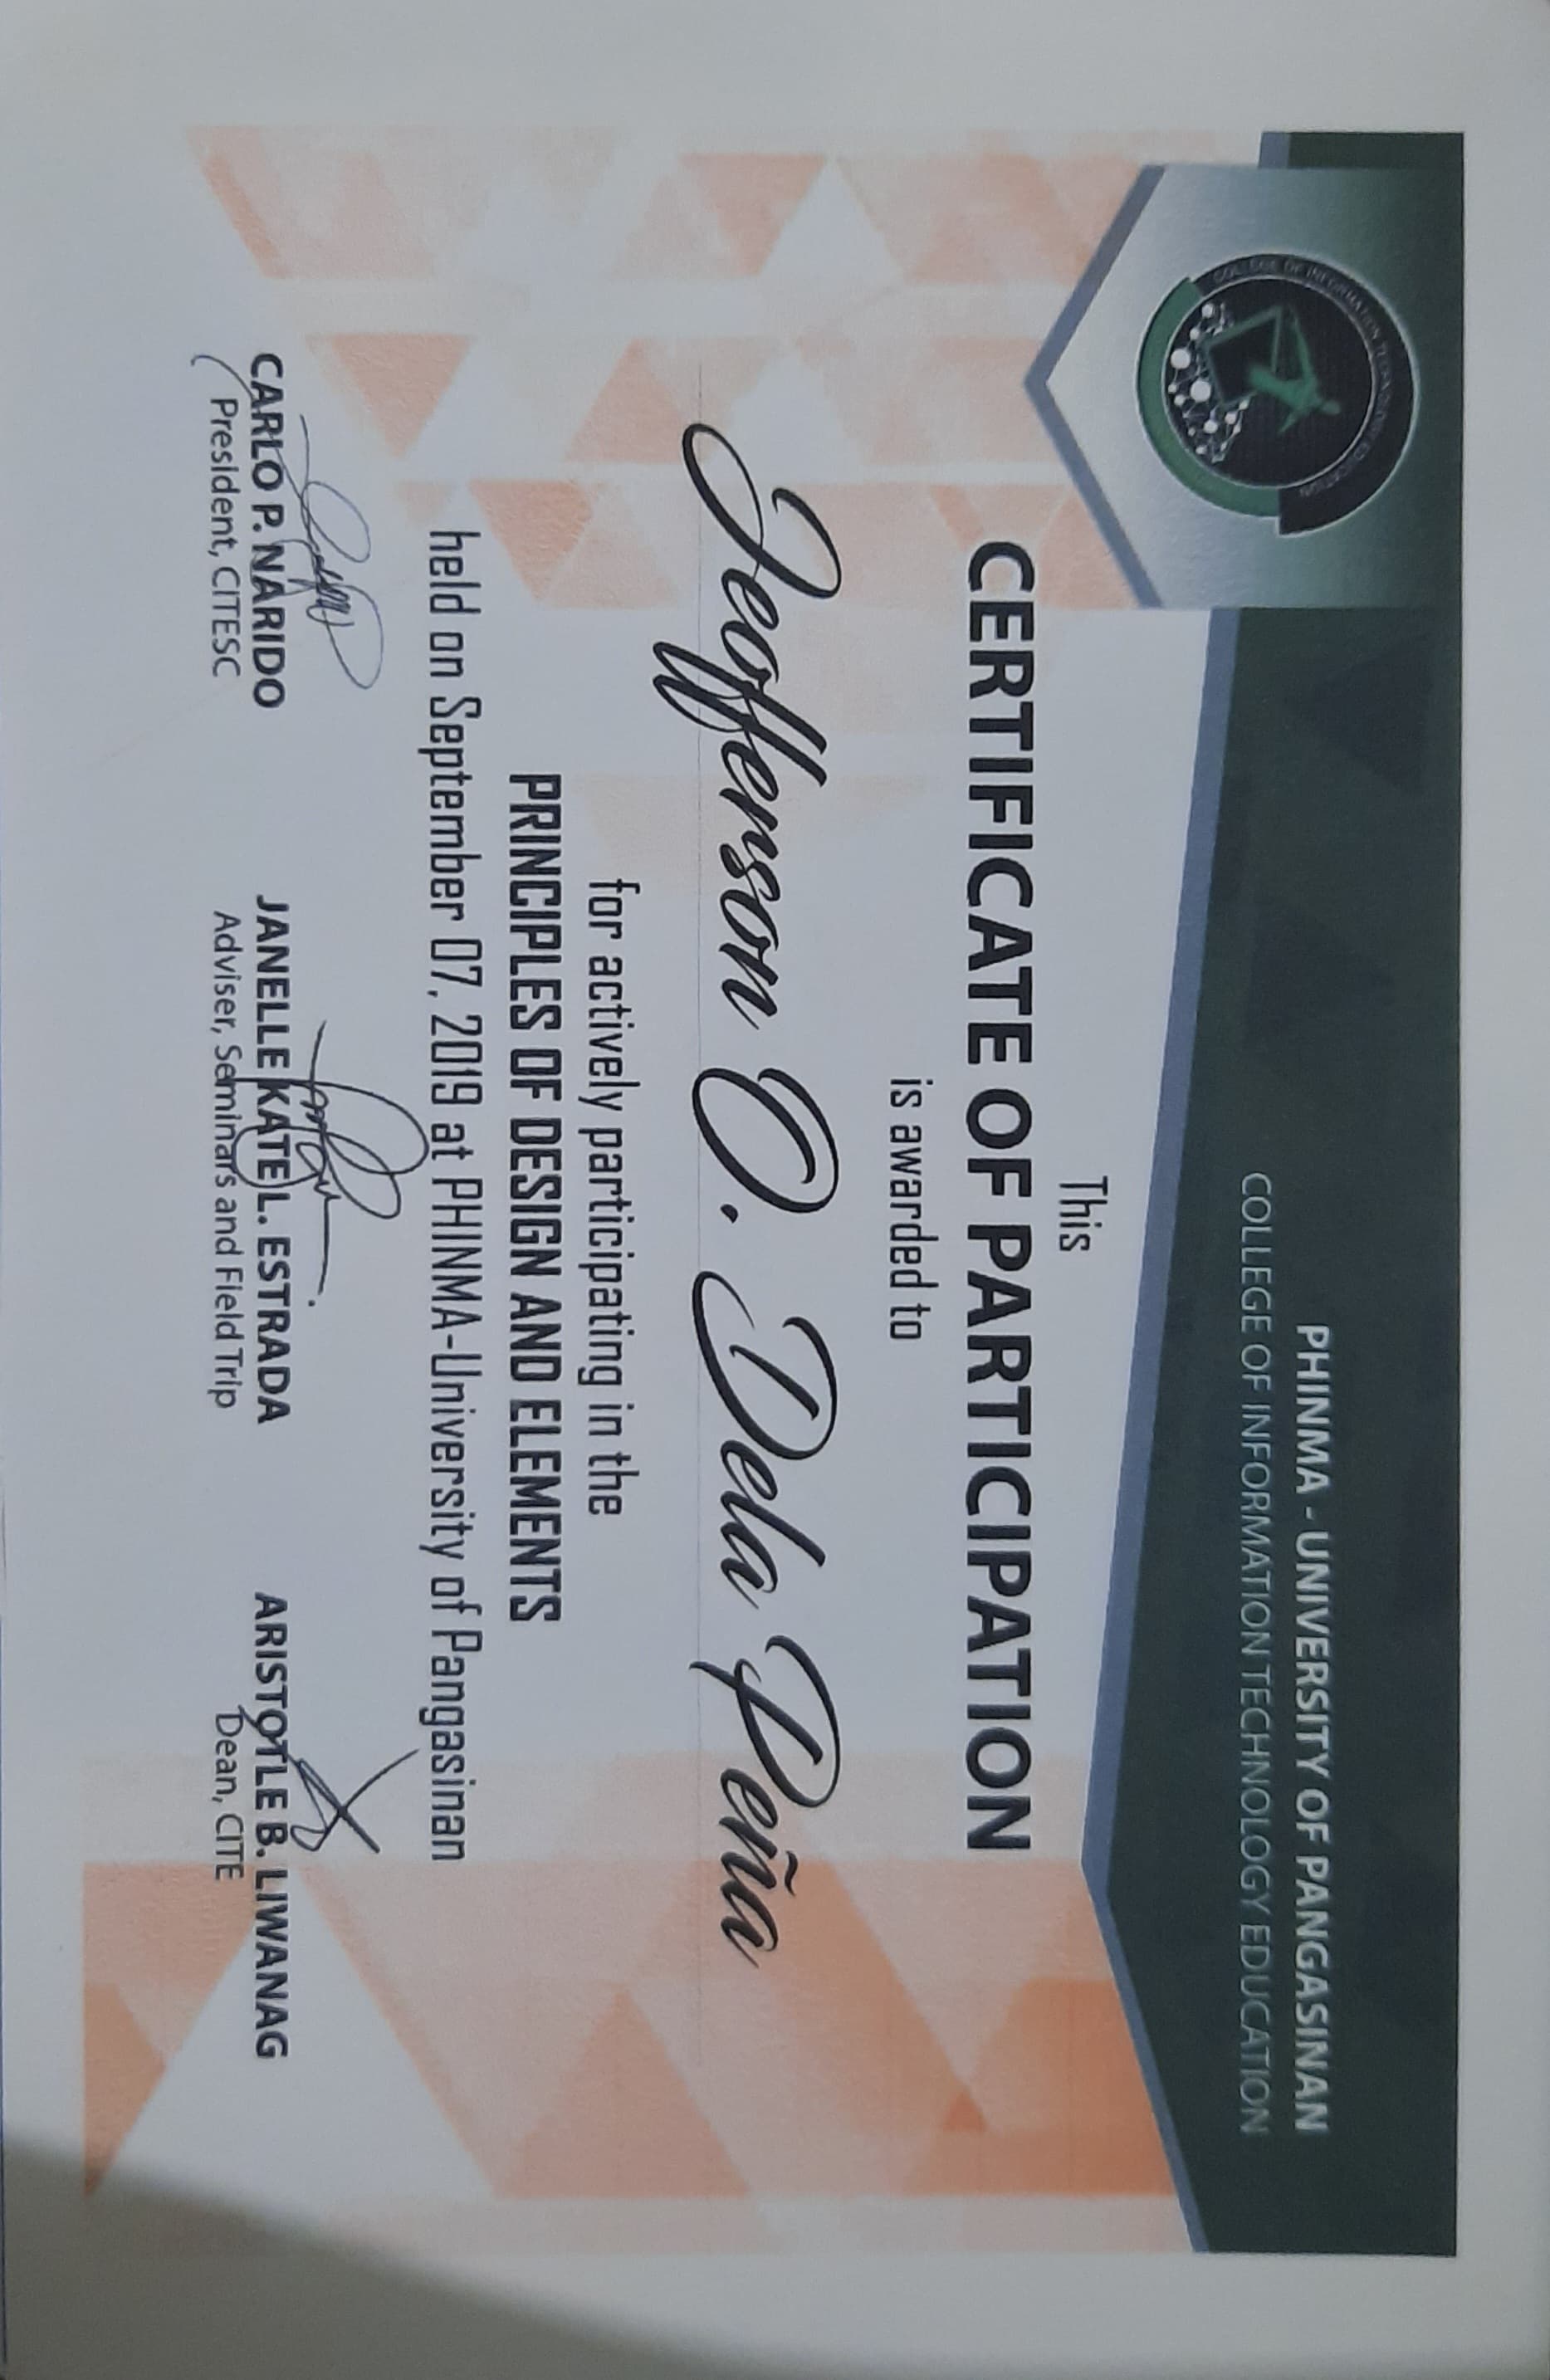 COLLEGE OF INFORMATION TECHNOLOGY EDUCATION
PHINMA - UNIVERSITY OF PANGASINAN
COLLEGE OF INFORMATION TECHNOLOGY EDUCATION
This
CERTIFICATE OF PARTICIPATION
is awarded to
Jeofferson O. Dela Peña
for actively participating in the
PRINCIPLES OF DESIGN AND ELEMENTS
held on September 07, 2019 at PHINMA-University of Pangasinan
CARLO P. NARIDO
President, CITESC
JANELLE KATE L. ESTRADA
Adviser, Seminars and Field Trip
ARISTOTLE B. LIWANAG
Dean, CITE